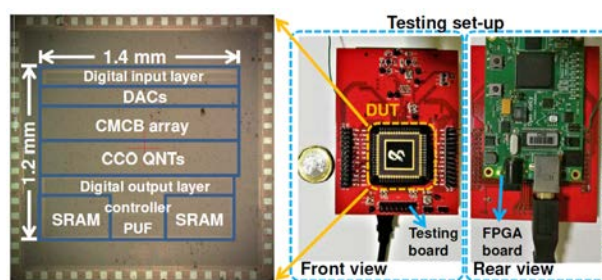 1.4 mm
1.2 mm
Digital input layer
DACs
CMCB array
CCO QNTs
Digital output layer
SRAM
controller
PUF
SRAM
Testing set-up
DUT
Testing
board
Front view
FPGA
board
Rear view